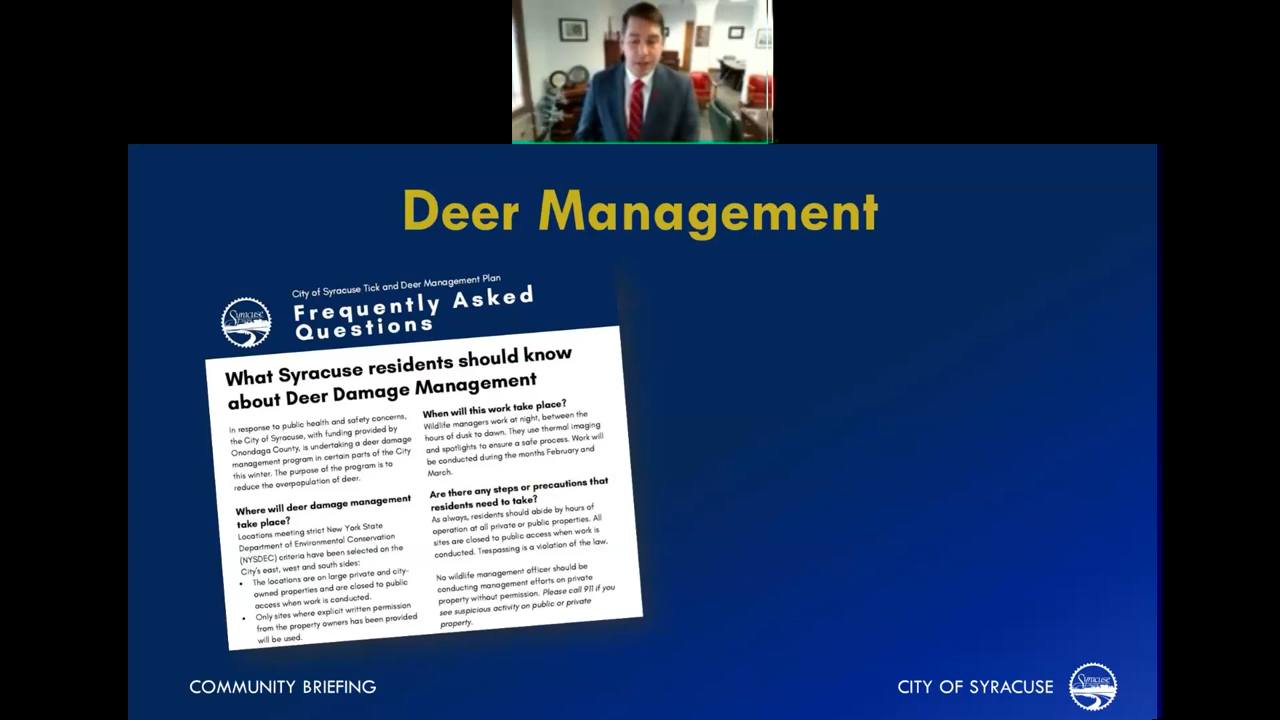 Deer Management
City of Syracuse Tick and Deer Management Plan
Syracuse
Frequently Asked
Questions
What Syracuse residents should know
about Deer Damage Management
In response to public health and safety concerns,
the City of Syracuse, with funding provided by
Onondaga County, is undertaking a deer damage
management program in certain parts of the City
this winter. The purpose of the program is to
reduce the overpopulation of deer.
Where will deer damage management
take place?
Locations meeting strict New York State
Department of Environmental Conservation
(NYSDEC) criteria have been selected on the
City's east, west and south sides:
• The locations are on large private and city-
owned properties and are closed to public
access when work is conducted.
• Only sites where explicit written permission
from the property owners has been provided
will be used.
When will this work take place?
Wildlife managers work at night, between the
hours of dusk to dawn. They use thermal imaging
and spotlights to ensure a safe process. Work will
be conducted during the months February and
March.
Are there any steps or precautions that
residents need to take?
As always, residents should abide by hours of
operation at all private or public properties. All
sites are closed to public access when work is
conducted. Trespassing is a violation of the law.
No wildlife management officer should be
conducting management efforts on private
property without permission. Please call 911 if you
see suspicious activity on public or private
property.
COMMUNITY BRIEFING
CITY OF SYRACUSE
Syracuse